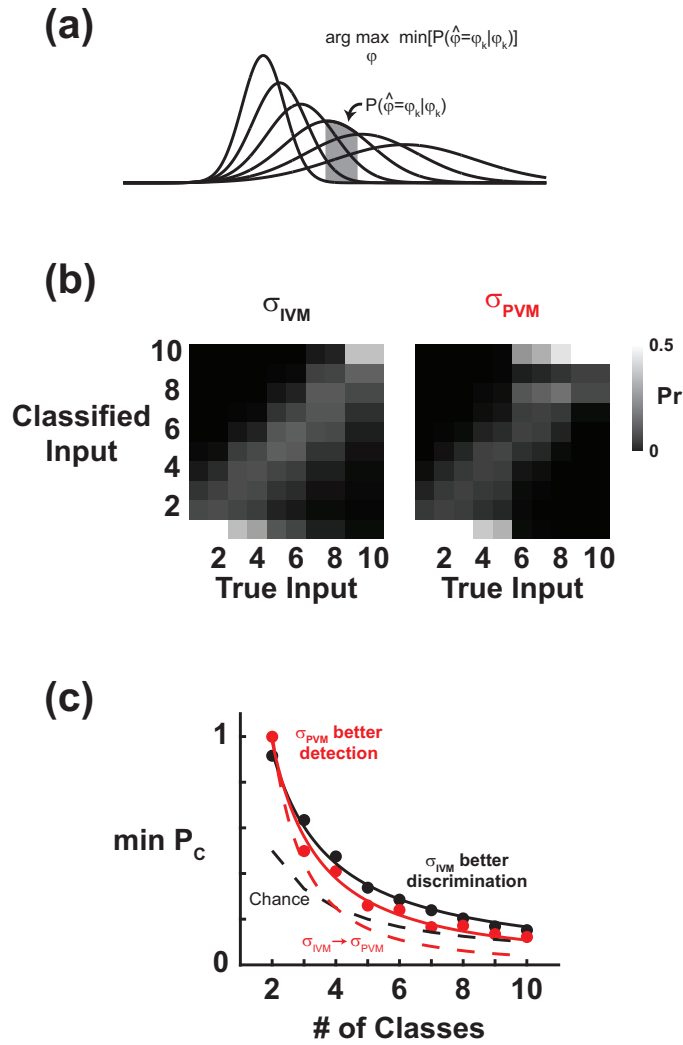 (a)
arg max min[P(φ̂=φₖ|φₖ)]
φ
P(φ̂=φₖ|φₖ)
(b)
σIVM
σPVM
10
8
6
4
2
Classified
Input
2 4 6 8 10
True Input
2 4 6 8 10
True Input
0.5
Pr
0
(c)
1
σPVM better
detection
min PC
σIVM better
discrimination
Chance
σIVM→σPVM
0
2 4 6 8 10
# of Classes